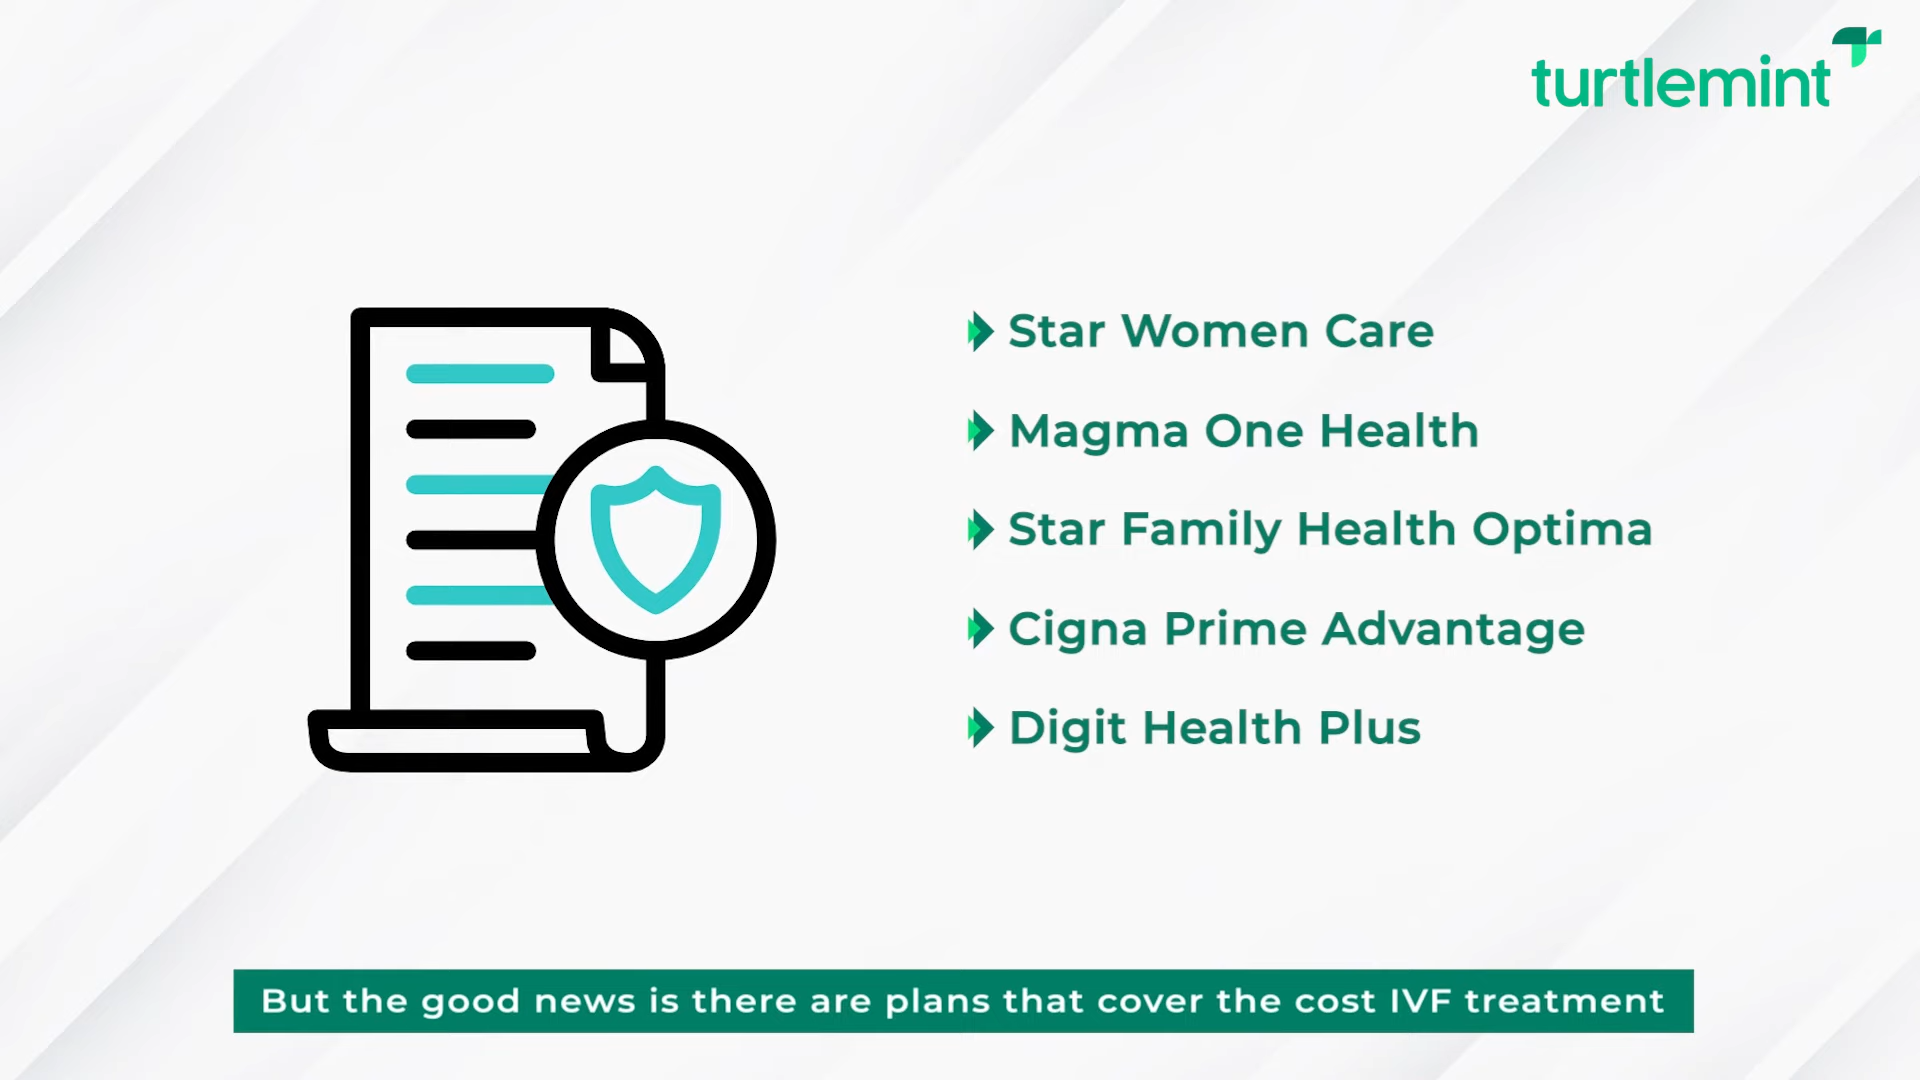 turtlemint
Star Women Care
Magma One Health
Star Family Health Optima
Cigna Prime Advantage
Digit Health Plus
But the good news is there are plans that cover the cost IVF treatment